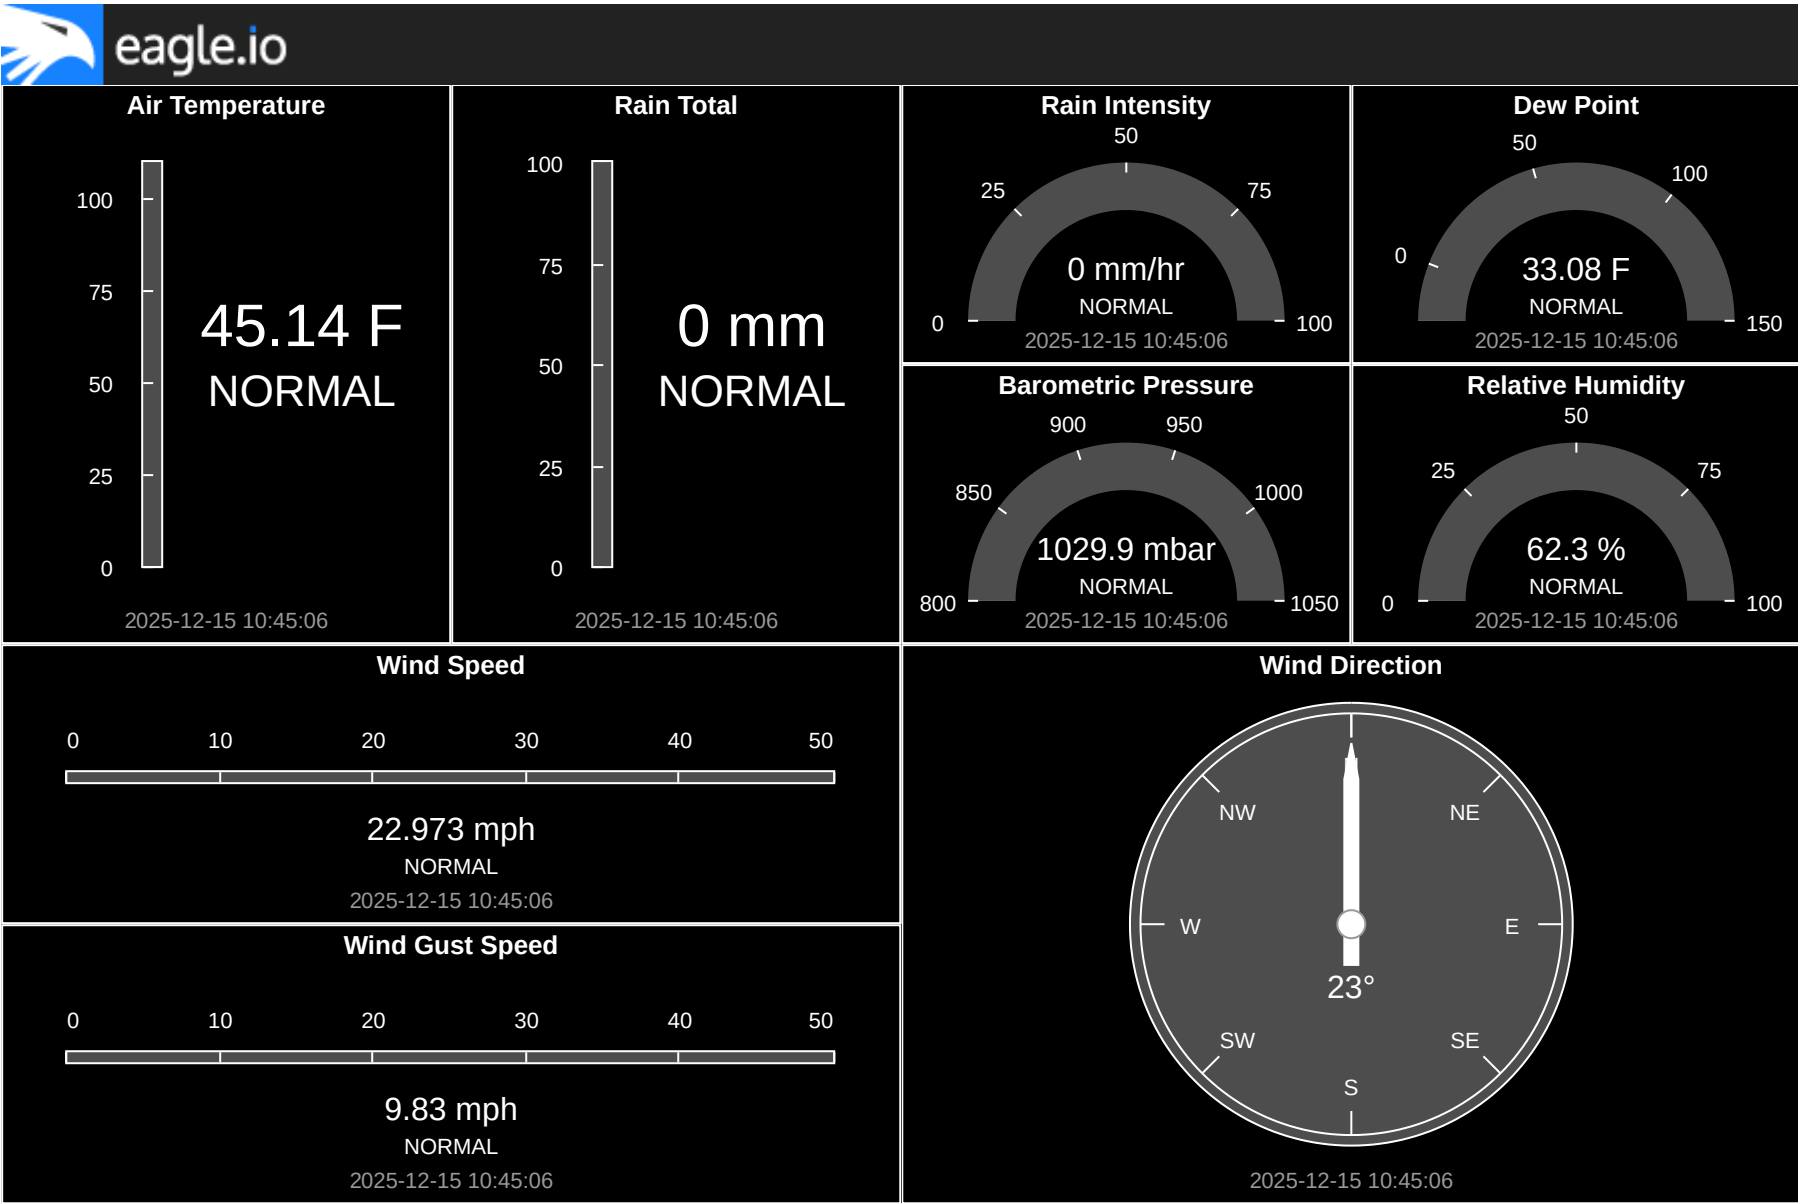 eagle.io
Air Temperature
100
75
50
25
0
45.14 F
NORMAL
2025-12-15 10:45:06
Rain Total
100
75
50
25
0
0 mm
NORMAL
2025-12-15 10:45:06
Rain Intensity
50
25 75
0 mm/hr
NORMAL
0 100
2025-12-15 10:45:06
Dew Point
50
100
0
33.08 F
NORMAL
150
2025-12-15 10:45:06
Barometric Pressure
900 950
850 1000
1029.9 mbar
NORMAL
800 1050
2025-12-15 10:45:06
Relative Humidity
50
25 75
62.3 %
NORMAL
0 100
2025-12-15 10:45:06
Wind Speed
0 10 20 30 40 50
22.973 mph
NORMAL
2025-12-15 10:45:06
Wind Gust Speed
0 10 20 30 40 50
9.83 mph
NORMAL
2025-12-15 10:45:06
Wind Direction
NW NE
W E
23°
SW SE
S
2025-12-15 10:45:06